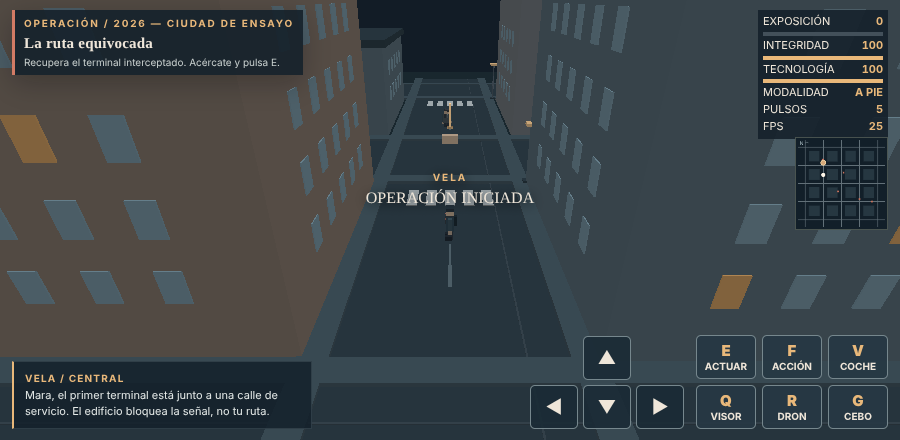 OPERACIÓN / 2026 — CIUDAD DE ENSAYO
La ruta equivocada
Recupera el terminal interceptado. Acércate y pulsa E.
EXPOSICIÓN 0
INTEGRIDAD 100
TECNOLOGÍA 100
MODALIDAD A PIE
PULSOS 5
FPS 25
N
VELA
OPERACIÓN INICIADA
VELA / CENTRAL
Mara, el primer terminal está junto a una calle de
servicio. El edificio bloquea la señal, no tu ruta.
E ACTUAR
F ACCIÓN
V COCHE
Q VISOR
R DRON
G CEBO